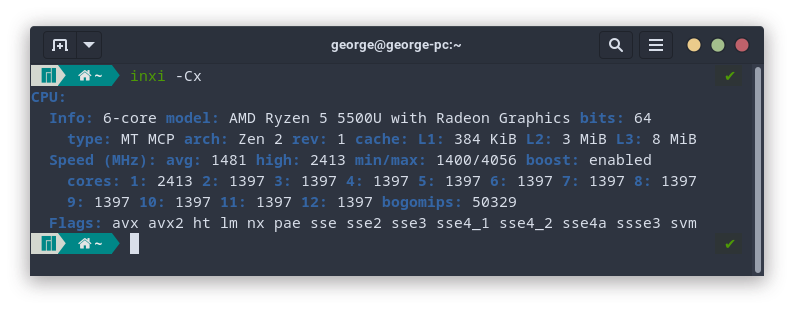 george@george-pc:~
~ inxi -Cx ✔
CPU:
Info: 6-core model: AMD Ryzen 5 5500U with Radeon Graphics bits: 64
type: MT MCP arch: Zen 2 rev: 1 cache: L1: 384 KiB L2: 3 MiB L3: 8 MiB
Speed (MHz): avg: 1481 high: 2413 min/max: 1400/4056 boost: enabled
cores: 1: 2413 2: 1397 3: 1397 4: 1397 5: 1397 6: 1397 7: 1397 8: 1397
9: 1397 10: 1397 11: 1397 12: 1397 bogomips: 50329
Flags: avx avx2 ht lm nx pae sse sse2 sse3 sse4_1 sse4_2 sse4a ssse3 svm
~ ✔